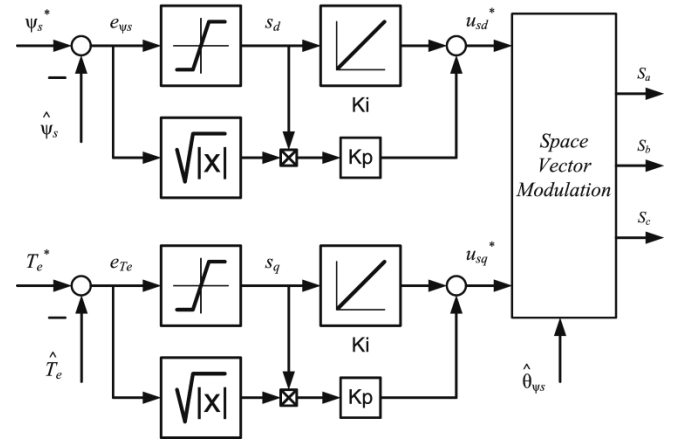 ψs* eψs sd usd*
−
ψ̂s
Ki
√|X| Kp
Te* eTe sq usq*
−
T̂e
Ki
√|X| Kp
Space
Vector
Modulation
Sa
Sb
Sc
θ̂ψs